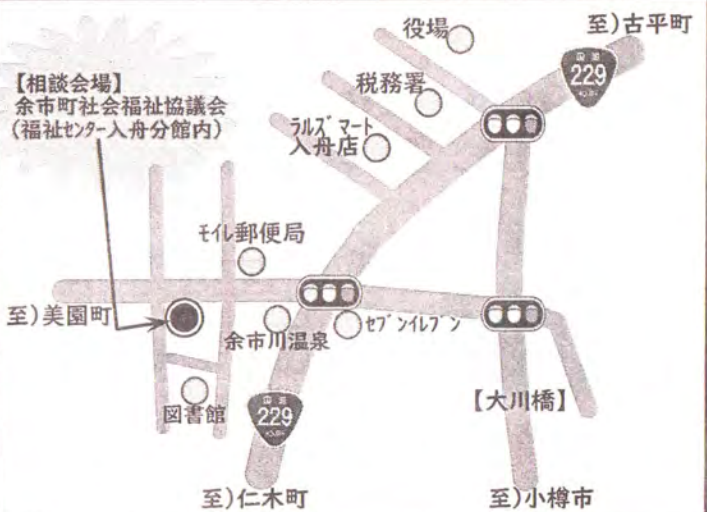 役場
至)古平町
国道
229
税務署
【相談会場】
余市町社会福祉協議会
(福祉センター入舟分館内)
ラルズマート
入舟店
モイレ郵便局
至)美園町
余市川温泉
セブンイレブン
図書館
国道
229
【大川橋】
至)仁木町
至)小樽市